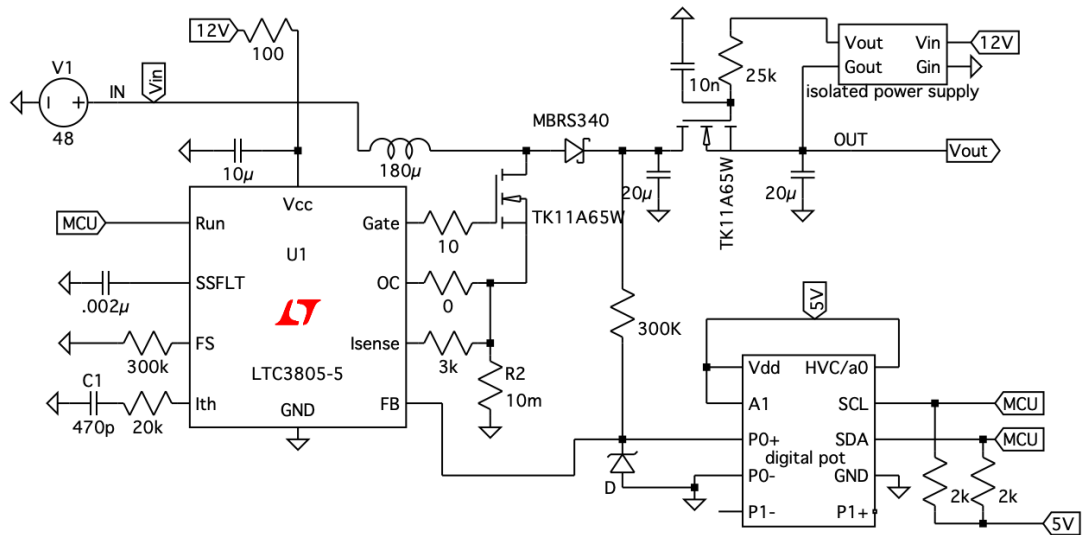 12V
100
V1
Vin
IN
48
10µ
180µ
MBRS340
10n
25k
Vout
Gout
Vin
Gin
12V
isolated power supply
OUT
Vout
20µ
TK11A65W
20µ
TK11A65W
MCU
Run
Vcc
Gate
10
U1
SSFLT
.002µ
OC
0
FS
300k
Isense
3k
LTC3805-5
C1
470p
20k
Ith
GND
FB
R2
10m
300K
D
5V
Vdd
HVC/a0
A1
SCL
MCU
P0+
SDA
MCU
digital pot
P0-
GND
P1-
P1+
2k
2k
5V